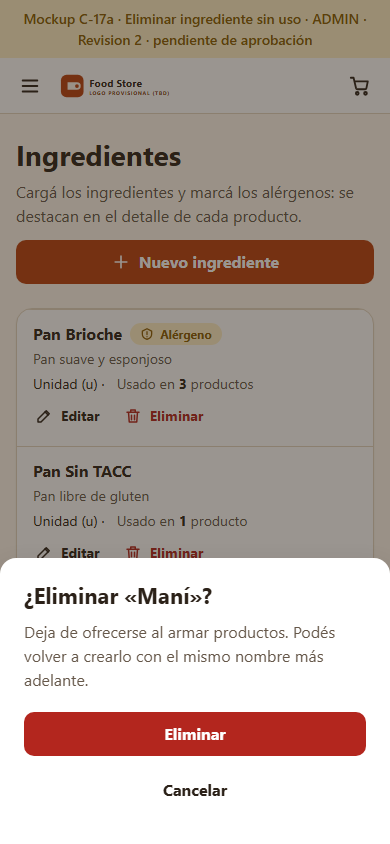 Mockup C-17a · Eliminar ingrediente sin uso · ADMIN ·
Revision 2 · pendiente de aprobación
Food Store
LOGO PROVISIONAL (TBD)
Ingredientes
Cargá los ingredientes y marcá los alérgenos: se
destacan en el detalle de cada producto.
Nuevo ingrediente
Pan Brioche Alérgeno
Pan suave y esponjoso
Unidad (u) · Usado en 3 productos
Editar Eliminar
Pan Sin TACC
Pan libre de gluten
Unidad (u) · Usado en 1 producto
Editar Eliminar
¿Eliminar «Maní»?
Deja de ofrecerse al armar productos. Podés
volver a crearlo con el mismo nombre más
adelante.
Eliminar
Cancelar